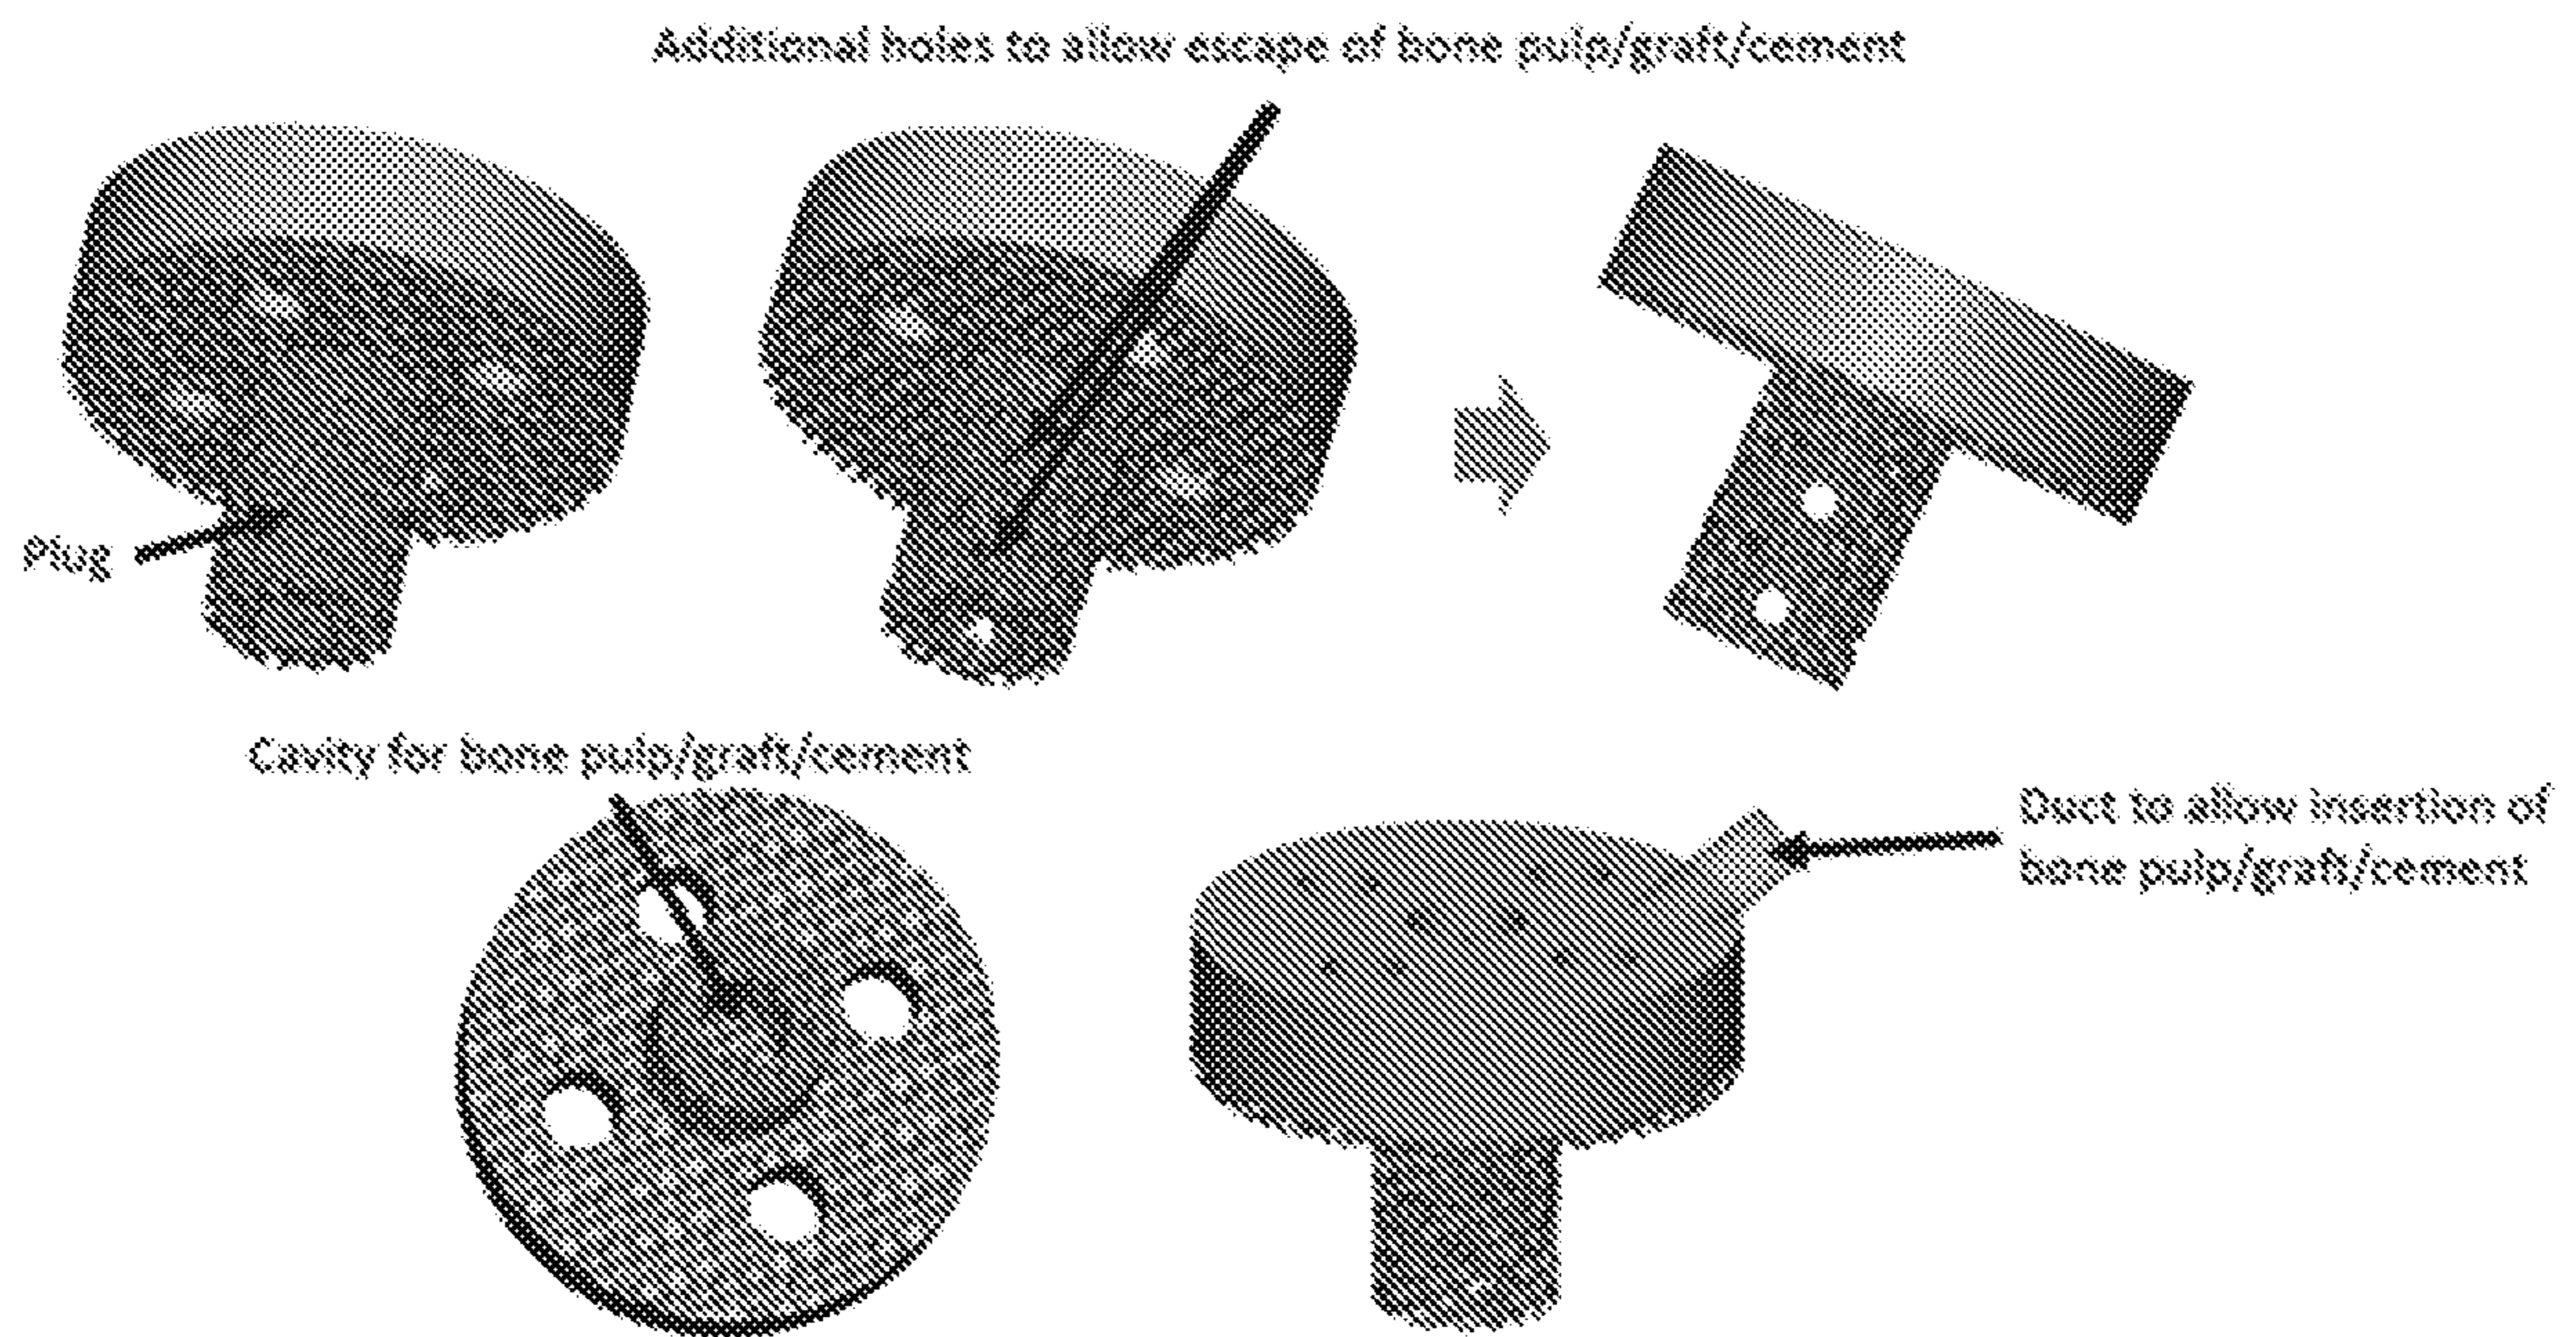 Additional holes to allow escape of bone pulp/graft/cement
Plug
Cavity for bone pulp/graft/cement
Duct to allow insertion of
bone pulp/graft/cement